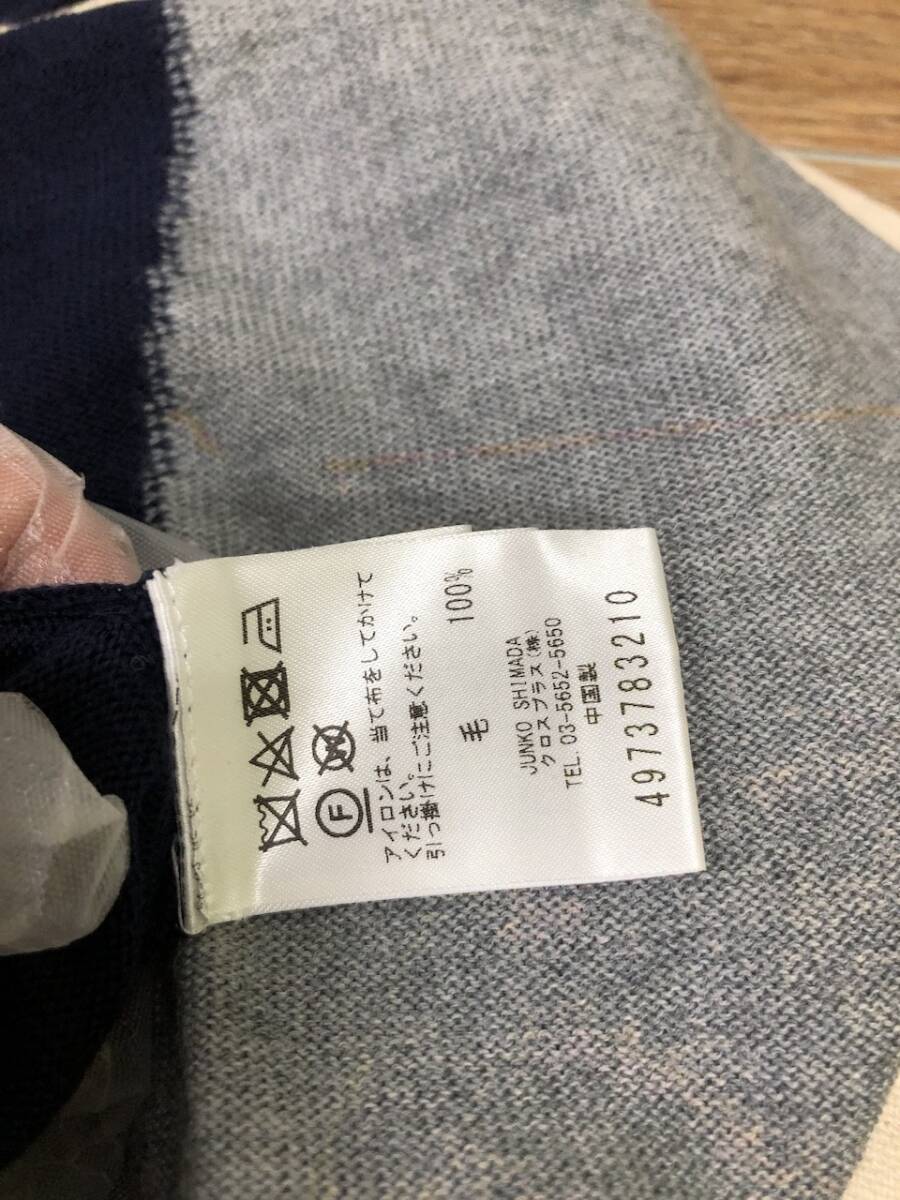 F
W
アイロンは、当て布をしてかけて
ください。
引っ掛けにご注意ください。
毛 100%
JUNKO SHIMADA
クロスプラス(株)
TEL. 03-5652-5650
中国製
4973783210